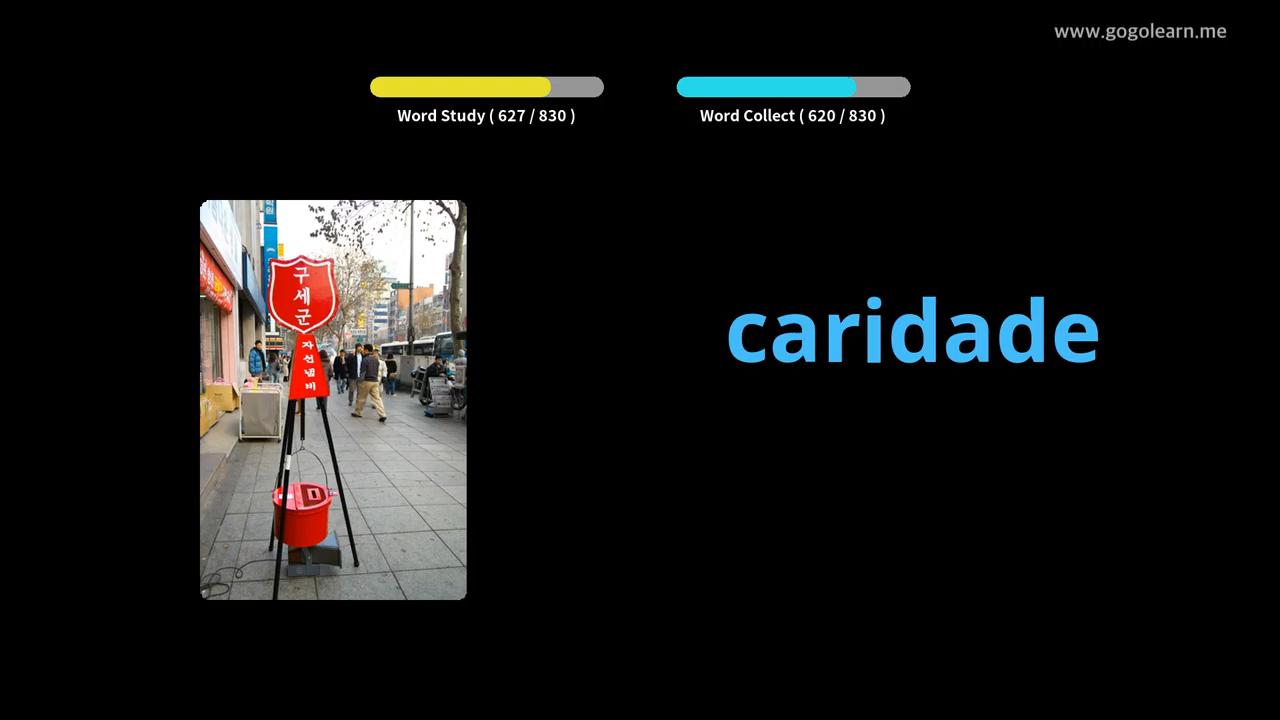 www.gogolearn.me
Word Study ( 627 / 830 )
Word Collect ( 620 / 830 )
구
세
군
자
선
냄
비
caridade